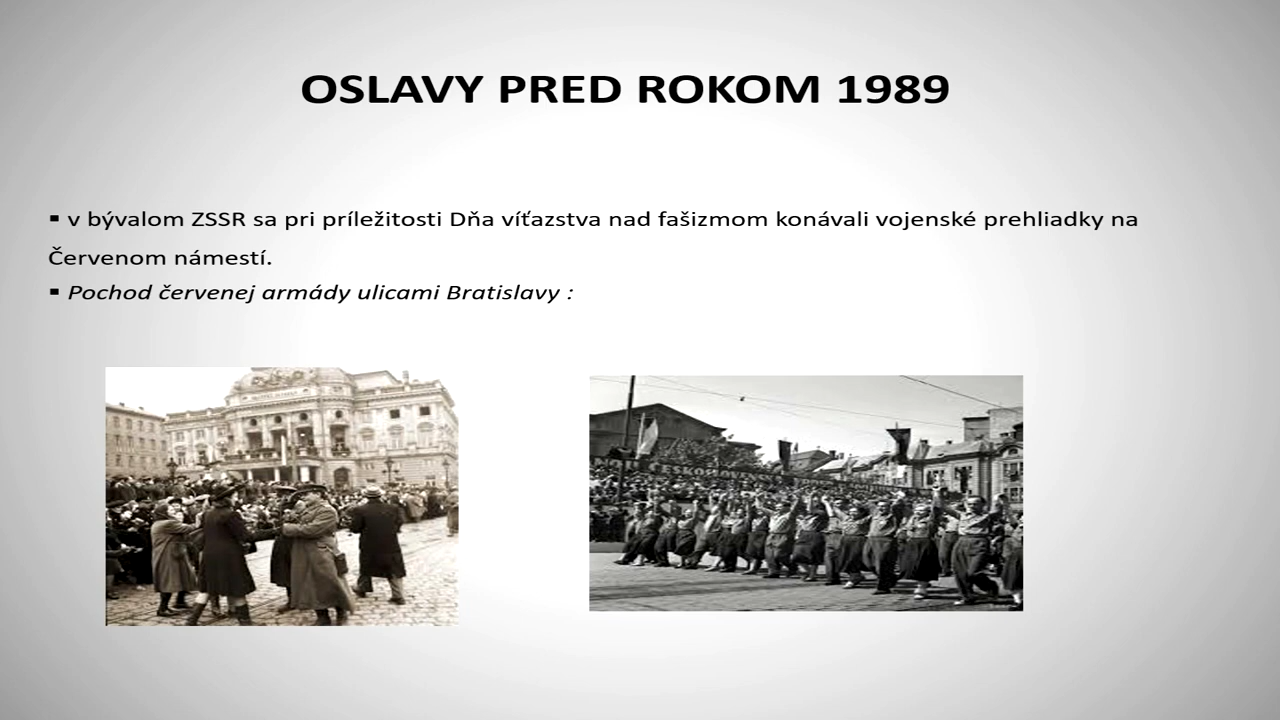 OSLAVY PRED ROKOM 1989
▪ v bývalom ZSSR sa pri príležitosti Dňa víťazstva nad fašizmom konávali vojenské prehliadky na
Červenom námestí.
▪ Pochod červenej armády ulicami Bratislavy :